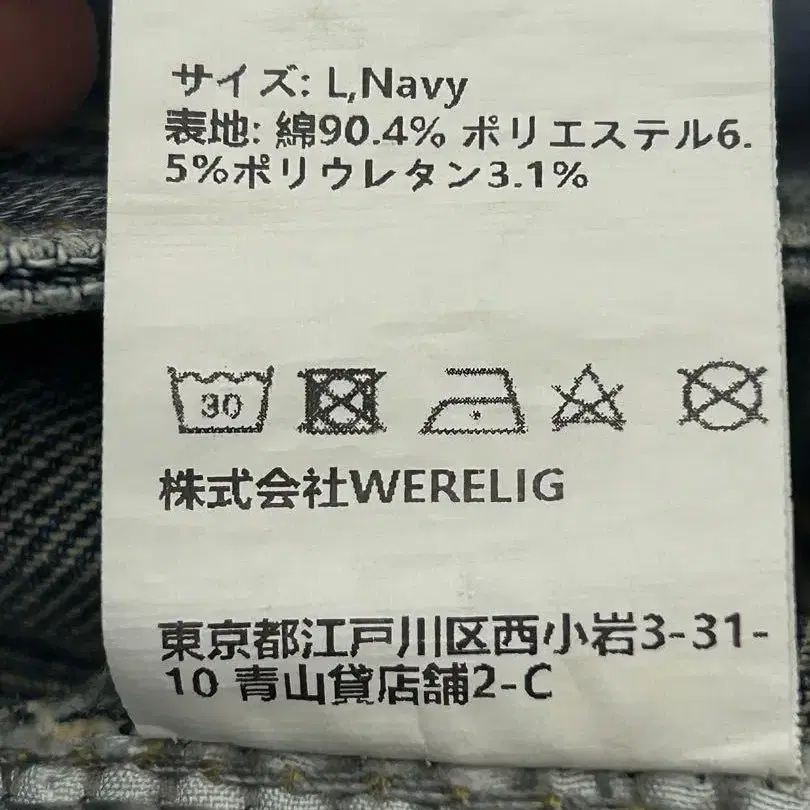 サイズ: L,Navy
表地: 綿90.4% ポリエステル6.
5%ポリウレタン3.1%
30
株式会社WERELIG
東京都江戸川区西小岩3-31-
10 青山貸店舗2-C